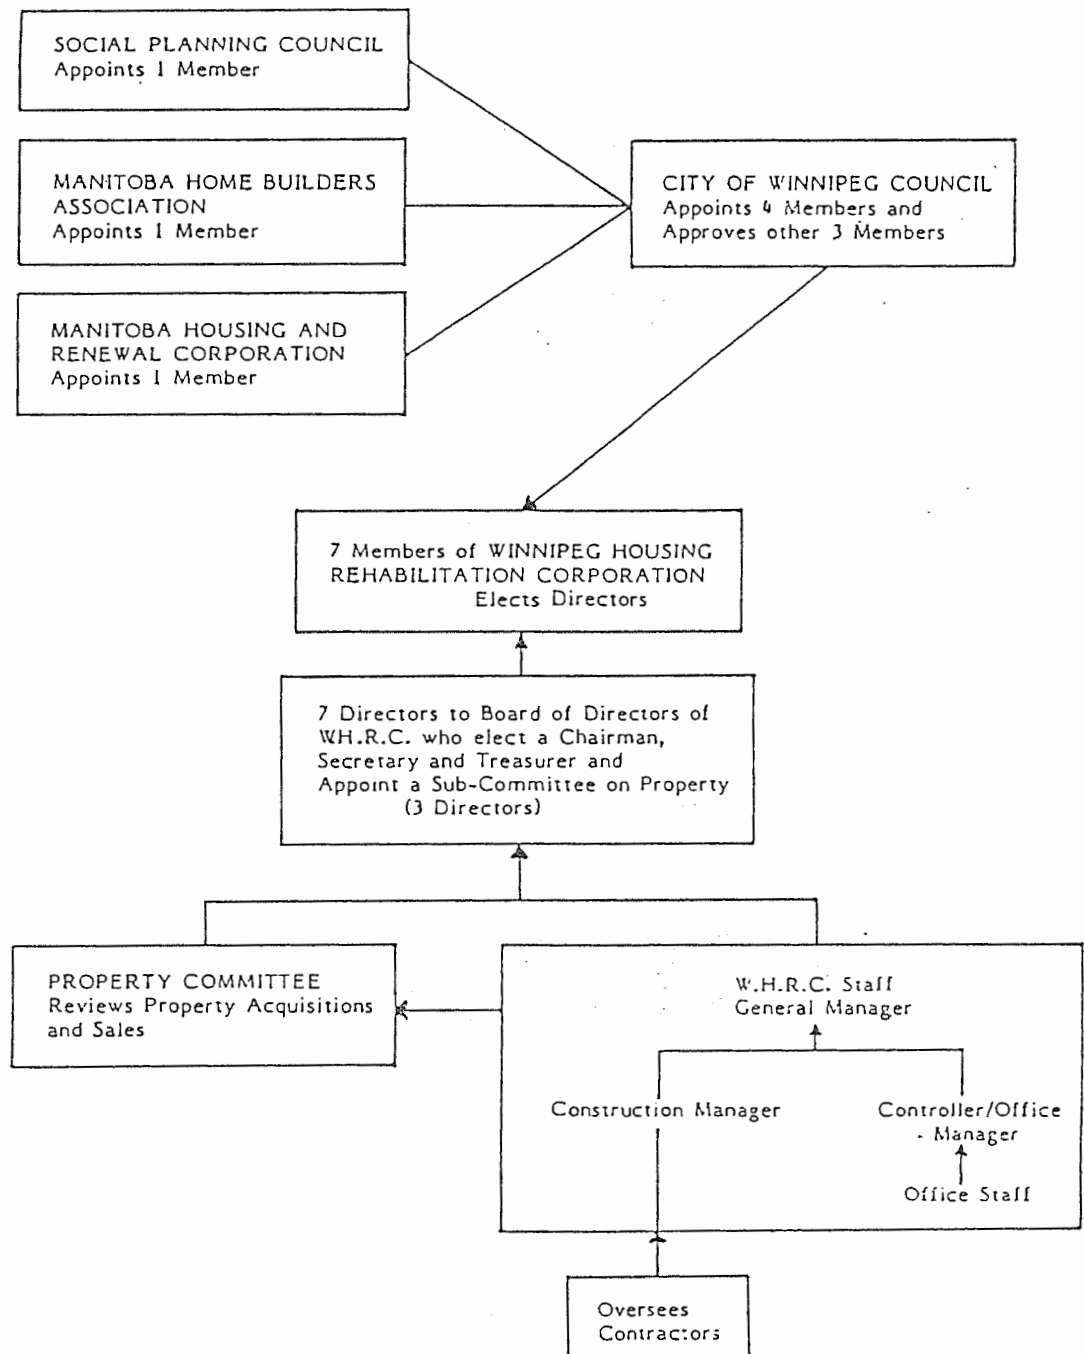 SOCIAL PLANNING COUNCIL
Appoints 1 Member
MANITOBA HOME BUILDERS
ASSOCIATION
Appoints 1 Member
MANITOBA HOUSING AND
RENEWAL CORPORATION
Appoints 1 Member
CITY OF WINNIPEG COUNCIL
Appoints 4 Members and
Approves other 3 Members
7 Members of WINNIPEG HOUSING
REHABILITATION CORPORATION
Elects Directors
7 Directors to Board of Directors of
W.H.R.C. who elect a Chairman,
Secretary and Treasurer and
Appoint a Sub-Committee on Property
(3 Directors)
PROPERTY COMMITTEE
Reviews Property Acquisitions
and Sales
W.H.R.C. Staff
General Manager
Construction Manager
Controller/Office
Manager
Office Staff
Oversees
Contractors